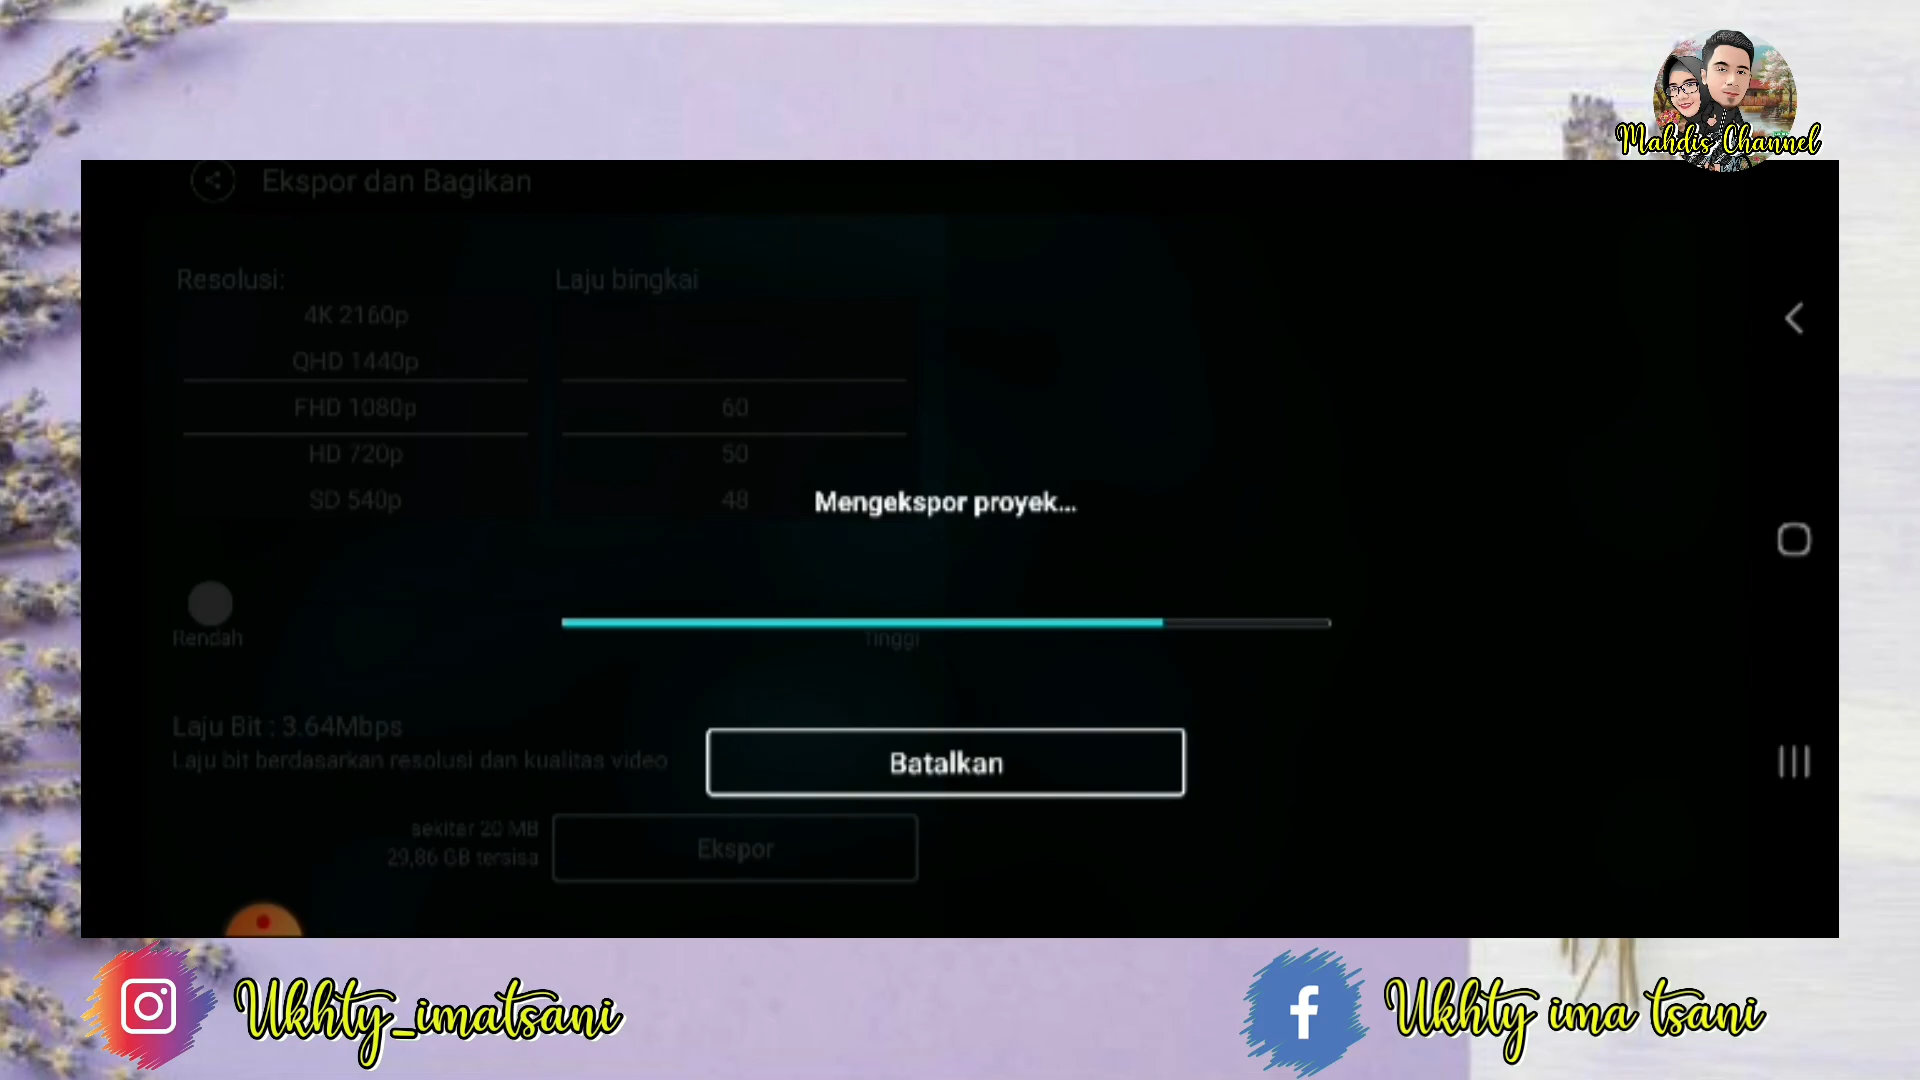 Mahdis Channel
Ekspor dan Bagikan
Resolusi:
Laju bingkai
4K 2160p
QHD 1440p
FHD 1080p
60
HD 720p
50
SD 540p
48
Mengekspor proyek...
Rendah
Tinggi
Laju Bit : 3.64Mbps
Laju bit berdasarkan resolusi dan kualitas video
Batalkan
sekitar 20 MB
29,86 GB tersisa
Ekspor
Ukhty_imatsani
Ukhty ima tsani